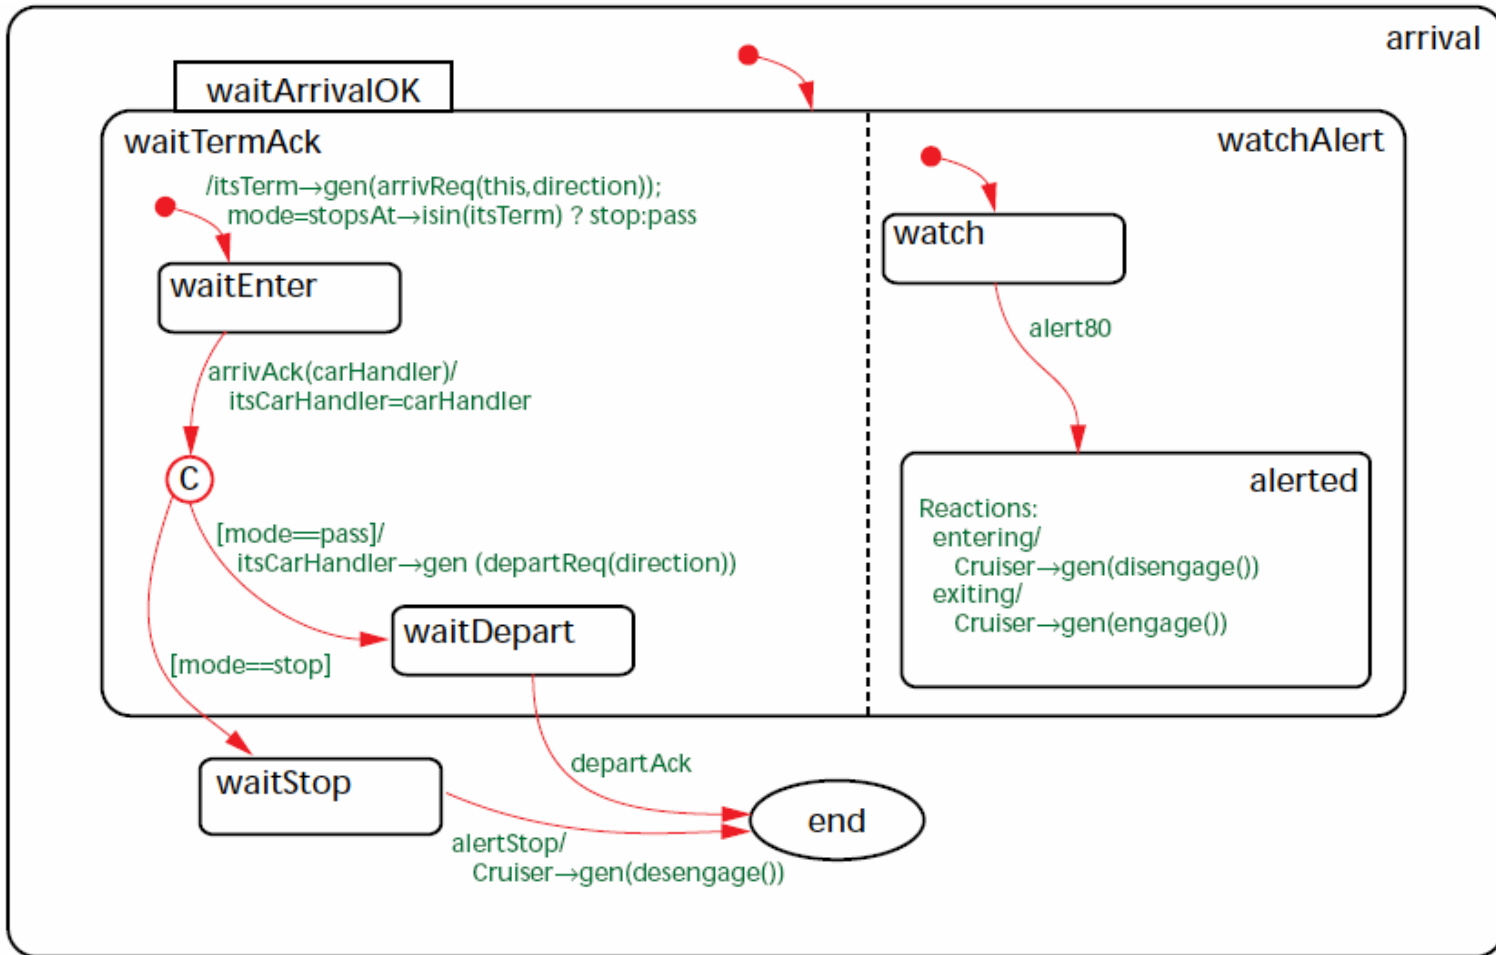 arrival
waitArrivalOK
waitTermAck
/itsTerm→gen(arrivReq(this,direction));
mode=stopsAt→isin(itsTerm) ? stop:pass
waitEnter
arrivAck(carHandler)/
itsCarHandler=carHandler
C
[mode==pass]/
itsCarHandler→gen (departReq(direction))
waitDepart
[mode==stop]
watchAlert
watch
alert80
alerted
Reactions:
entering/
Cruiser→gen(disengage())
exiting/
Cruiser→gen(engage())
waitStop
departAck
end
alertStop/
Cruiser→gen(desengage())